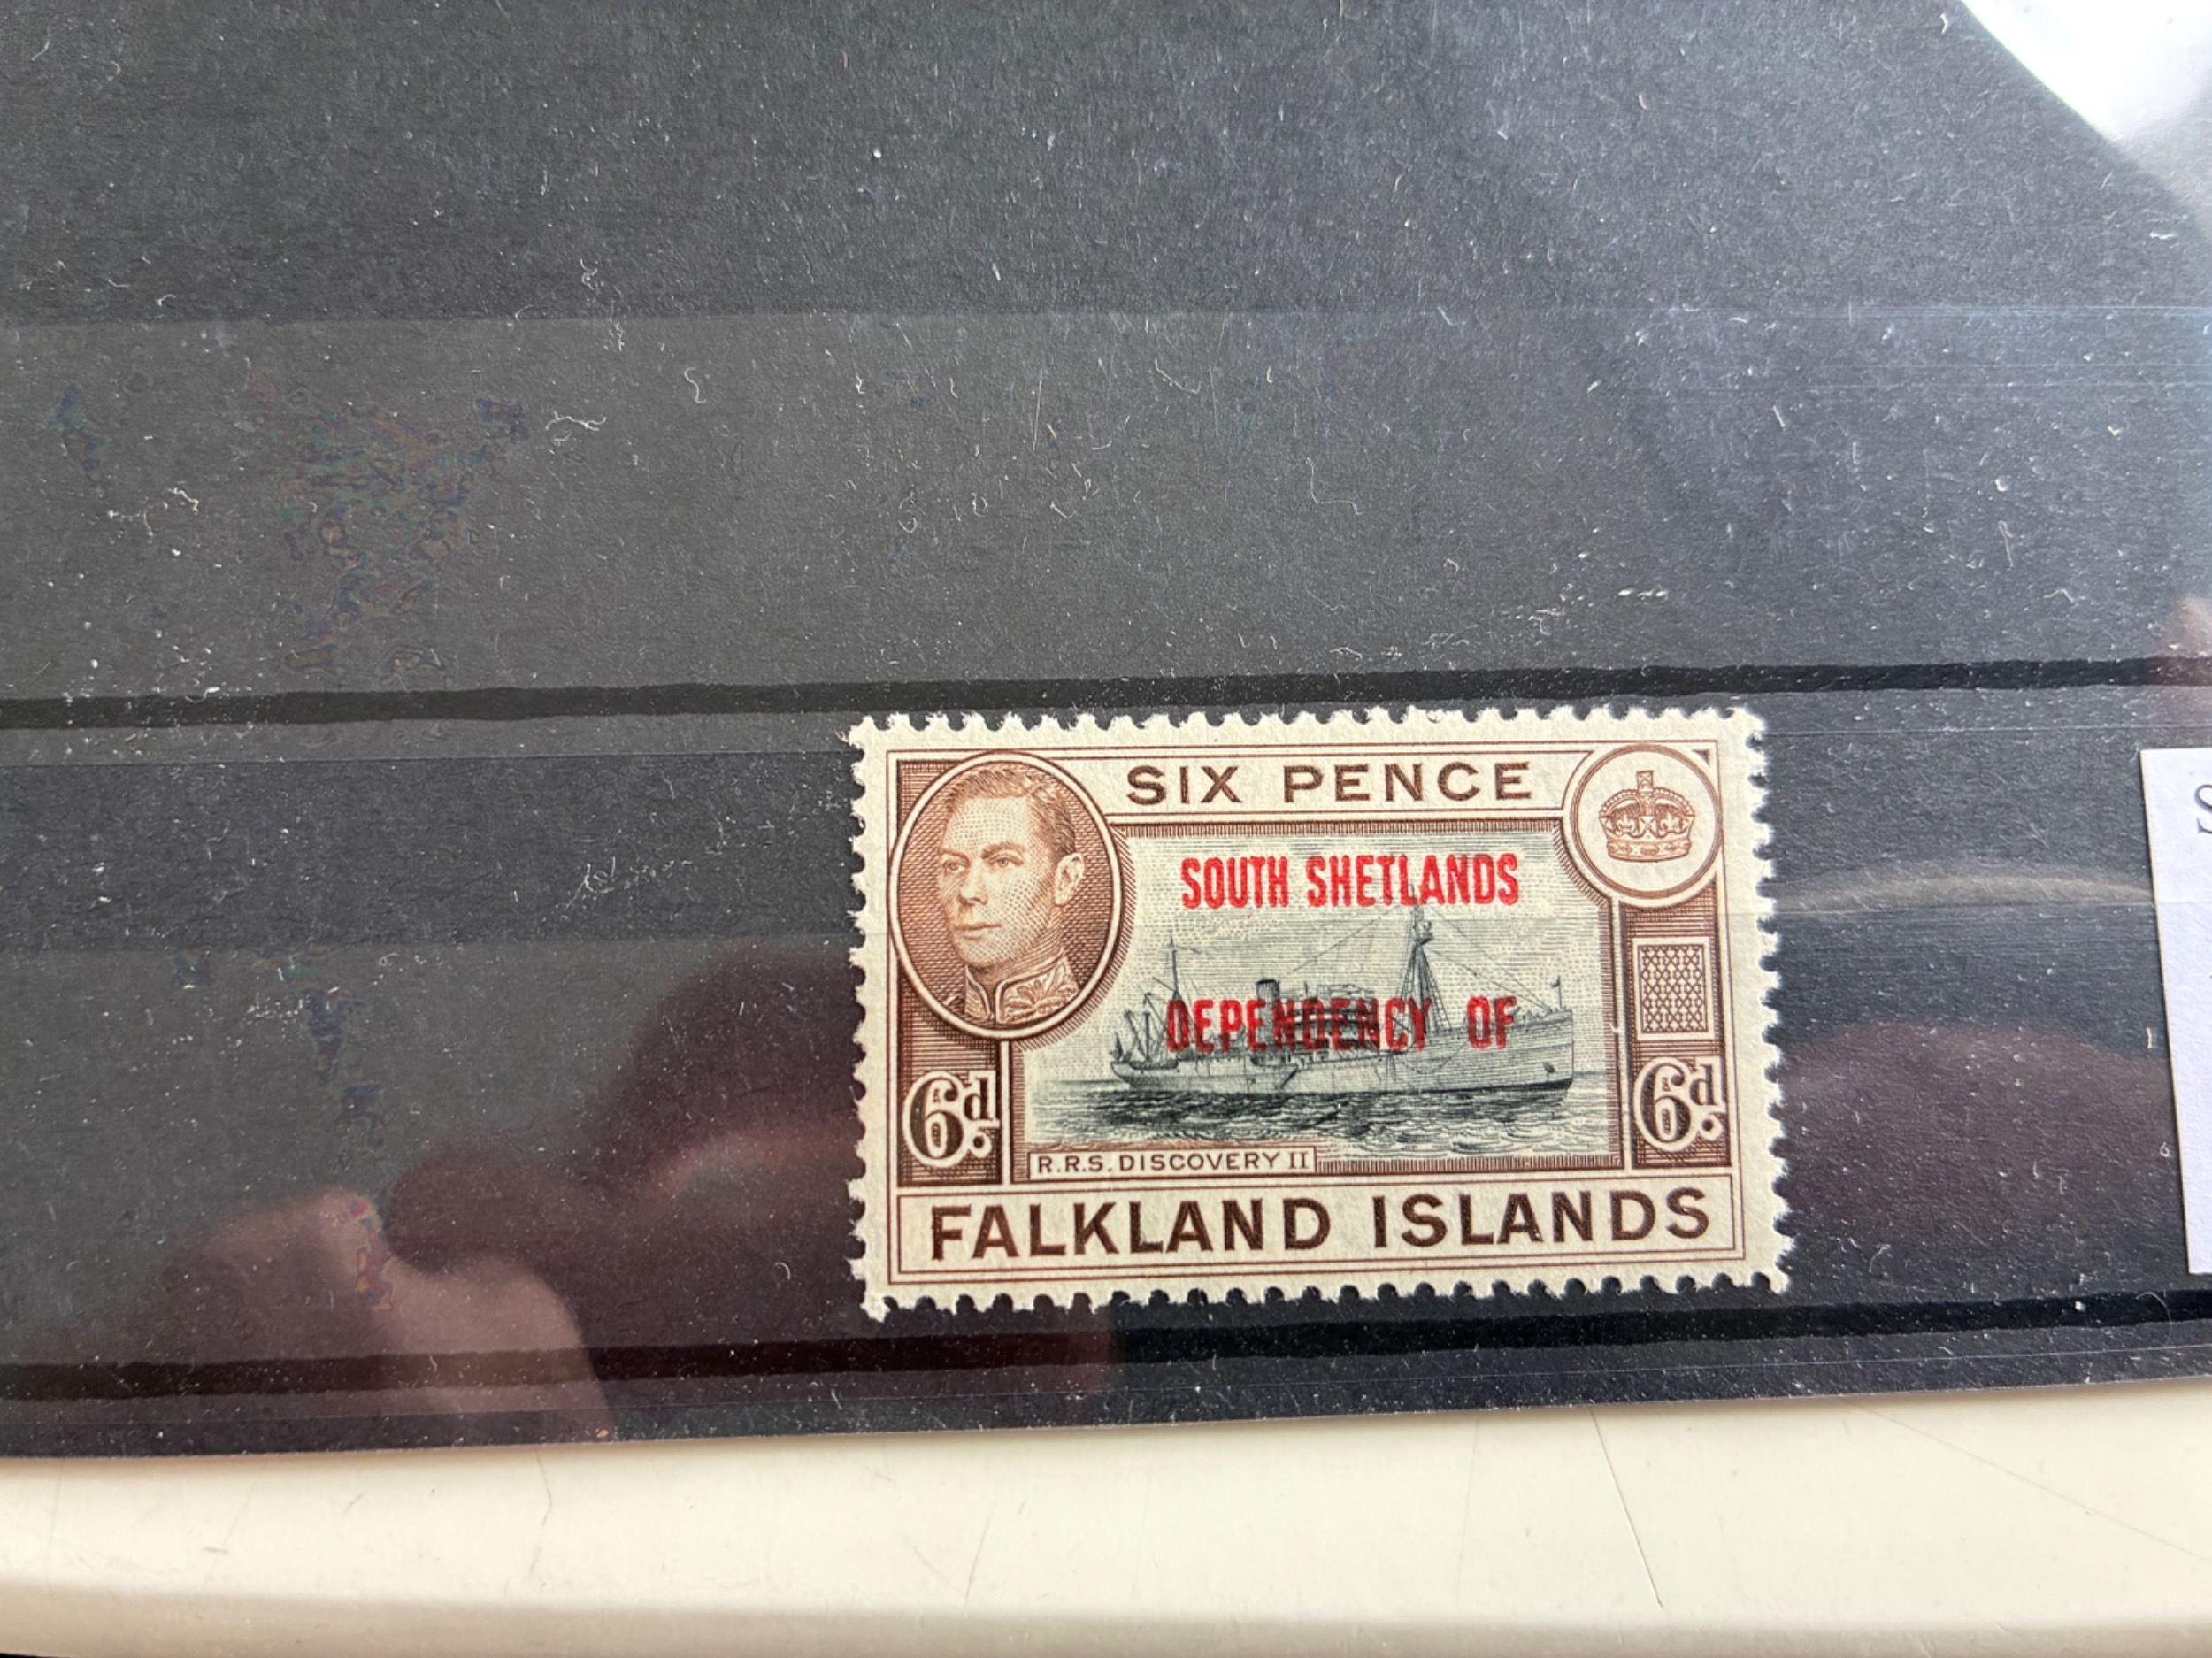 SIX PENCE
SOUTH SHETLANDS
DEPENDENCY OF
6d.
6d.
R.R.S. DISCOVERY II
FALKLAND ISLANDS
S